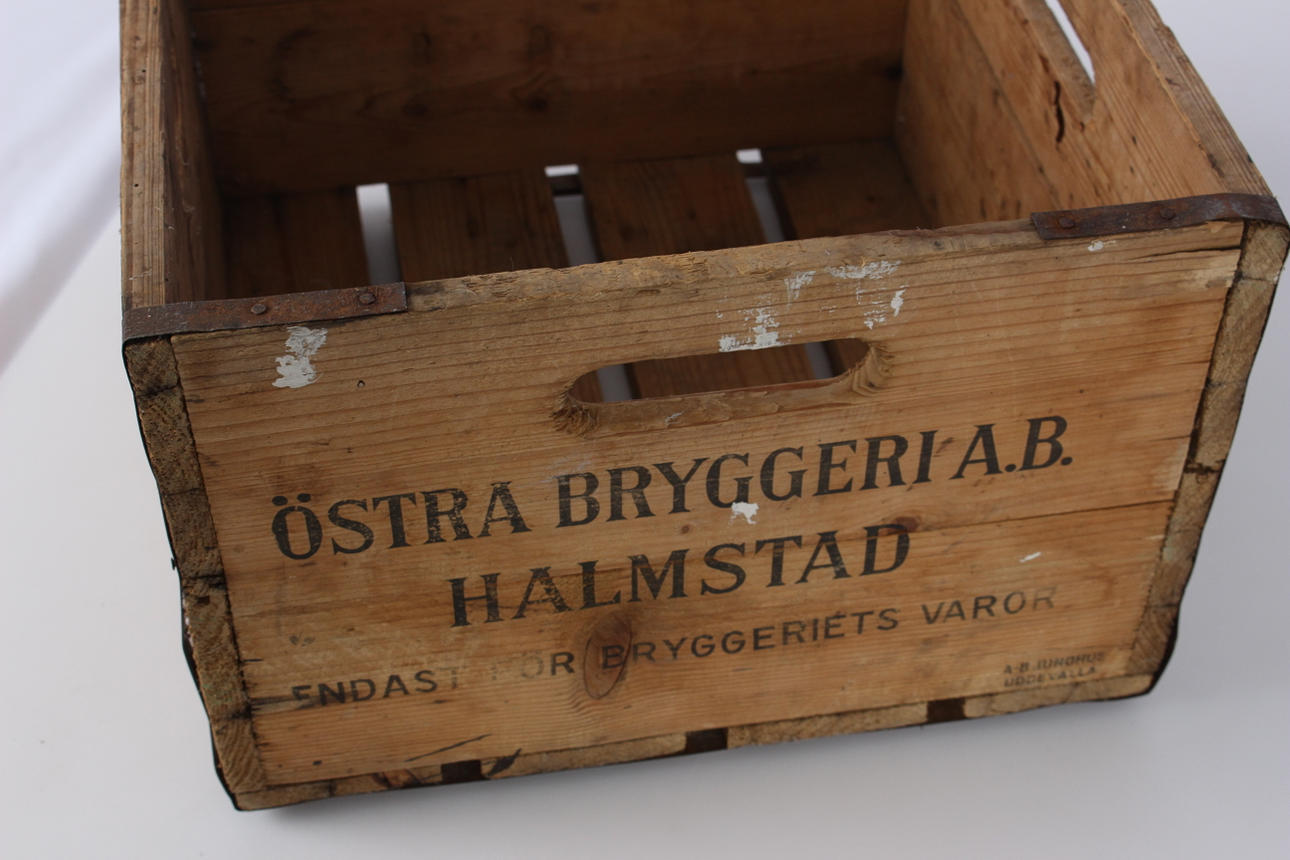 ÖSTRA BRYGGERI A.B.
HALMSTAD
ENDAST FÖR BRYGGERIETS VAROR
A-B. JUNGHUS
UDDEVALLA